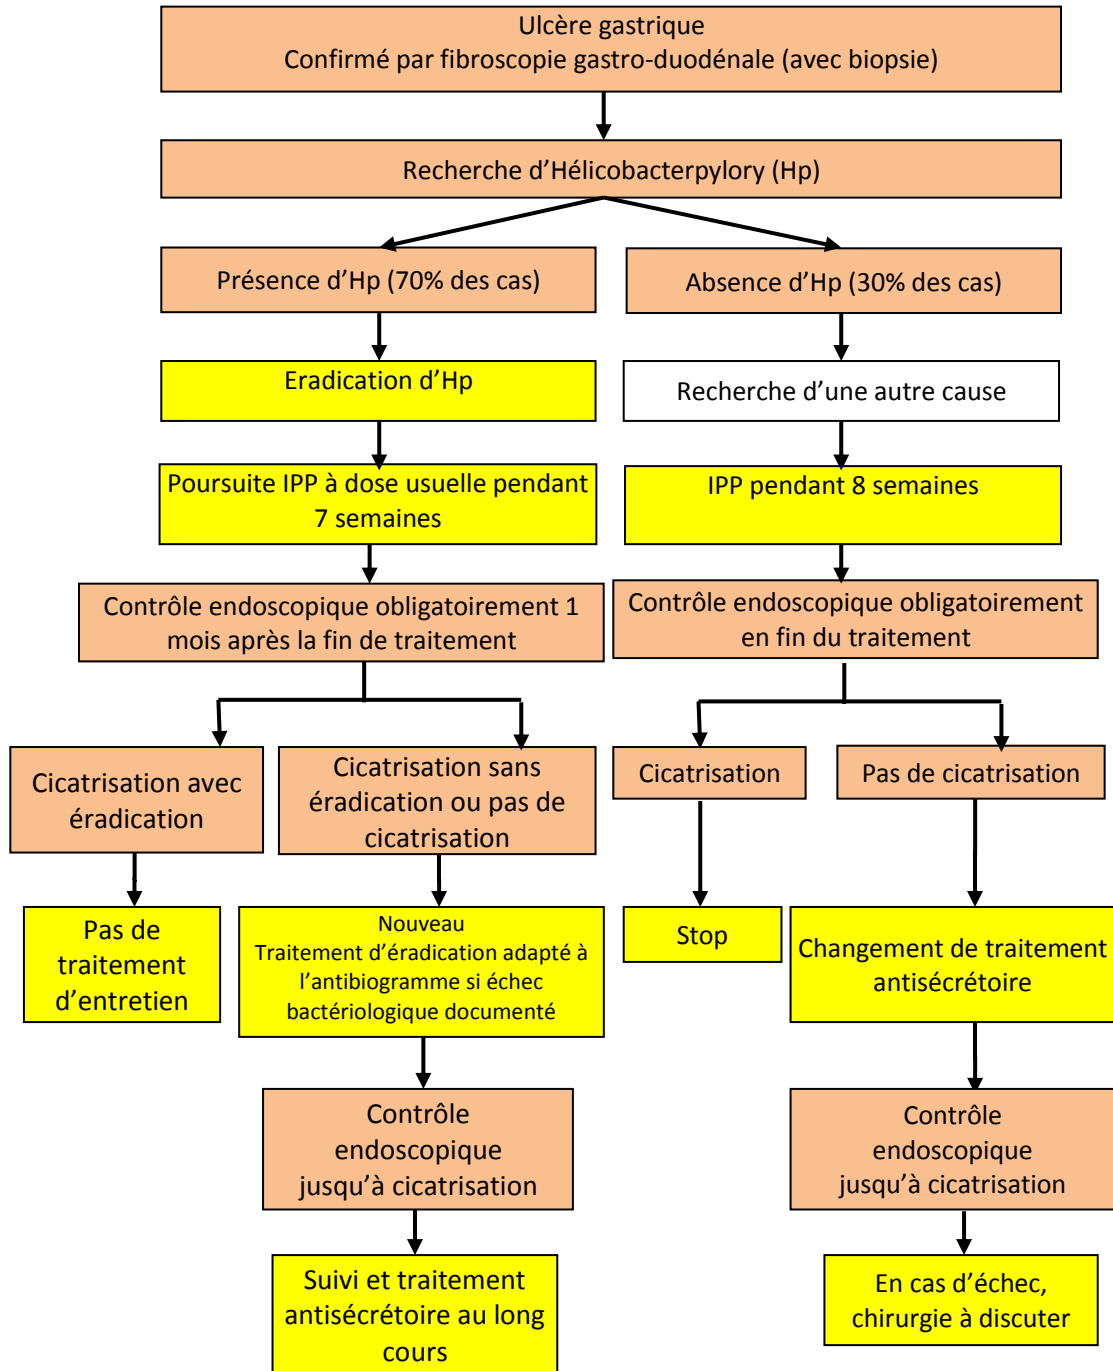 Ulcère gastrique
Confirmé par fibroscopie gastro-duodénale (avec biopsie)
Recherche d’Hélicobacterpylory (Hp)
Présence d’Hp (70% des cas)
Absence d’Hp (30% des cas)
Eradication d’Hp
Recherche d’une autre cause
Poursuite IPP à dose usuelle pendant
7 semaines
IPP pendant 8 semaines
Contrôle endoscopique obligatoirement 1
mois après la fin de traitement
Contrôle endoscopique obligatoirement
en fin du traitement
Cicatrisation avec
éradication
Cicatrisation sans
éradication ou pas de
cicatrisation
Cicatrisation
Pas de cicatrisation
Pas de
traitement
d’entretien
Nouveau
Traitement d’éradication adapté à
l’antibiogramme si échec
bactériologique documenté
Stop
Changement de traitement
antisécrétoire
Contrôle
endoscopique
jusqu’à cicatrisation
Contrôle
endoscopique
jusqu’à cicatrisation
Suivi et traitement
antisécrétoire au long
cours
En cas d’échec,
chirurgie à discuter